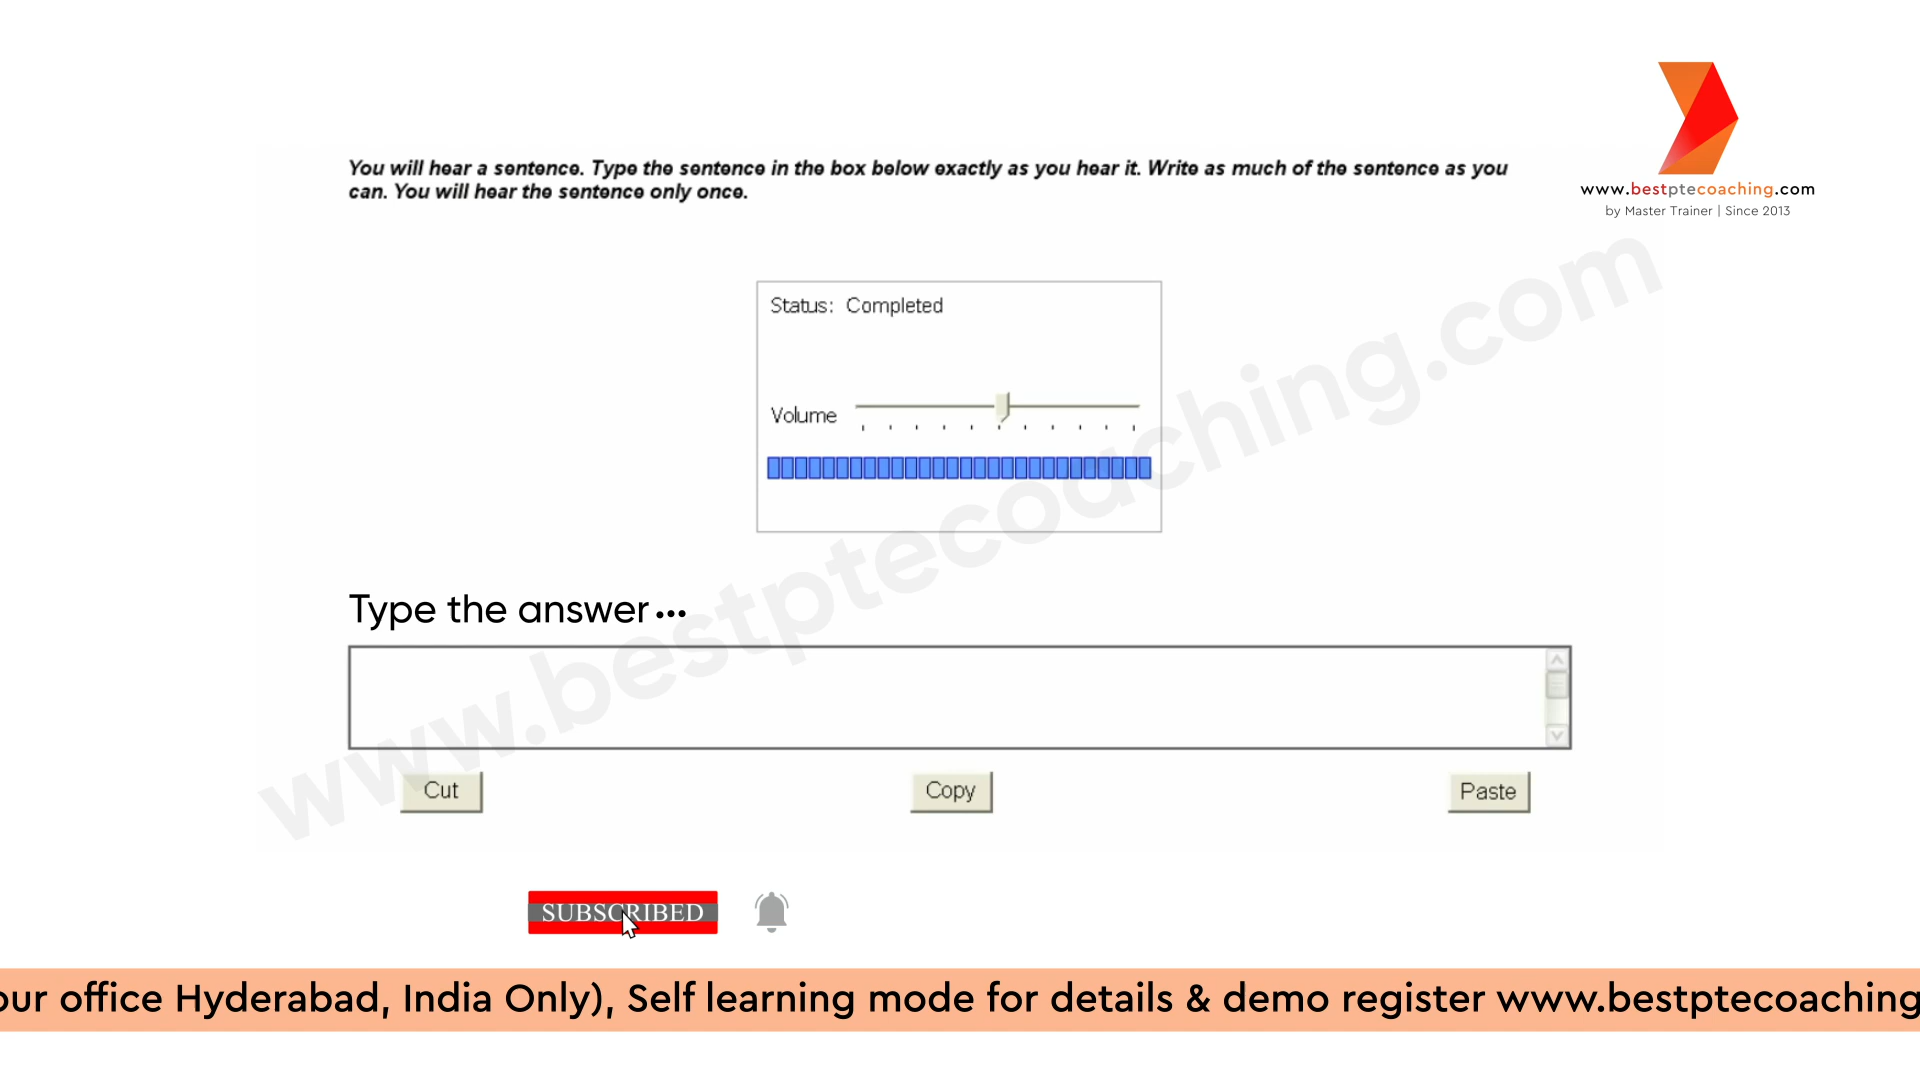 You will hear a sentence. Type the sentence in the box below exactly as you hear it. Write as much of the sentence as you
can. You will hear the sentence only once.
www.bestptecoaching.com
by Master Trainer | Since 2013
Status: Completed
Volume
www.bestptecoaching.com
Type the answer...
Cut
Copy
Paste
SUBSCRIBED
our office Hyderabad, India Only), Self learning mode for details & demo register www.bestptecoaching